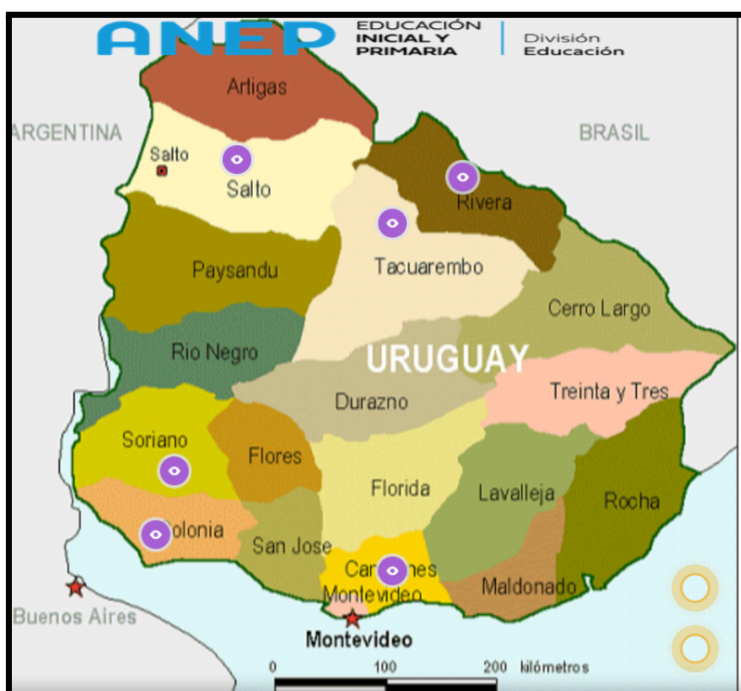 ANEP
EDUCACIÓN
INICIAL Y
PRIMARIA
División
Educación
Artigas
ARGENTINA
BRASIL
Salto
Salto
Rivera
Tacuarembo
Paysandu
Cerro Largo
Rio Negro
URUGUAY
Treinta y Tres
Durazno
Soriano
Flores
Florida
Lavalleja
Rocha
olonia
San Jose
Maldonado
Montevideo
Buenos Aires
Montevideo
0 100 200 kilómetros